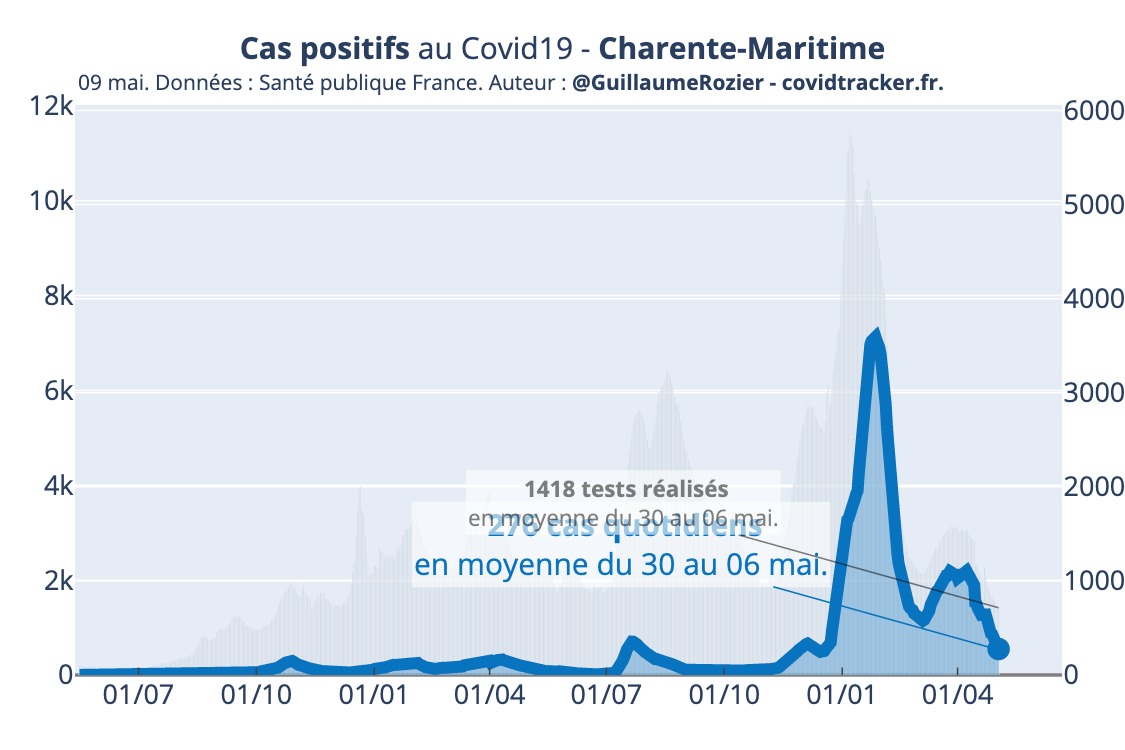 Cas positifs au Covid19 - Charente-Maritime
09 mai. Données : Santé publique France. Auteur : @GuillaumeRozier - covidtracker.fr.
12k
10k
8k
6k
4k
2k
0
6000
5000
4000
3000
2000
1000
0
1418 tests réalisés
en moyenne du 30 au 06 mai.
276 cas quotidiens
en moyenne du 30 au 06 mai.
01/07 01/10 01/01 01/04 01/07 01/10 01/01 01/04